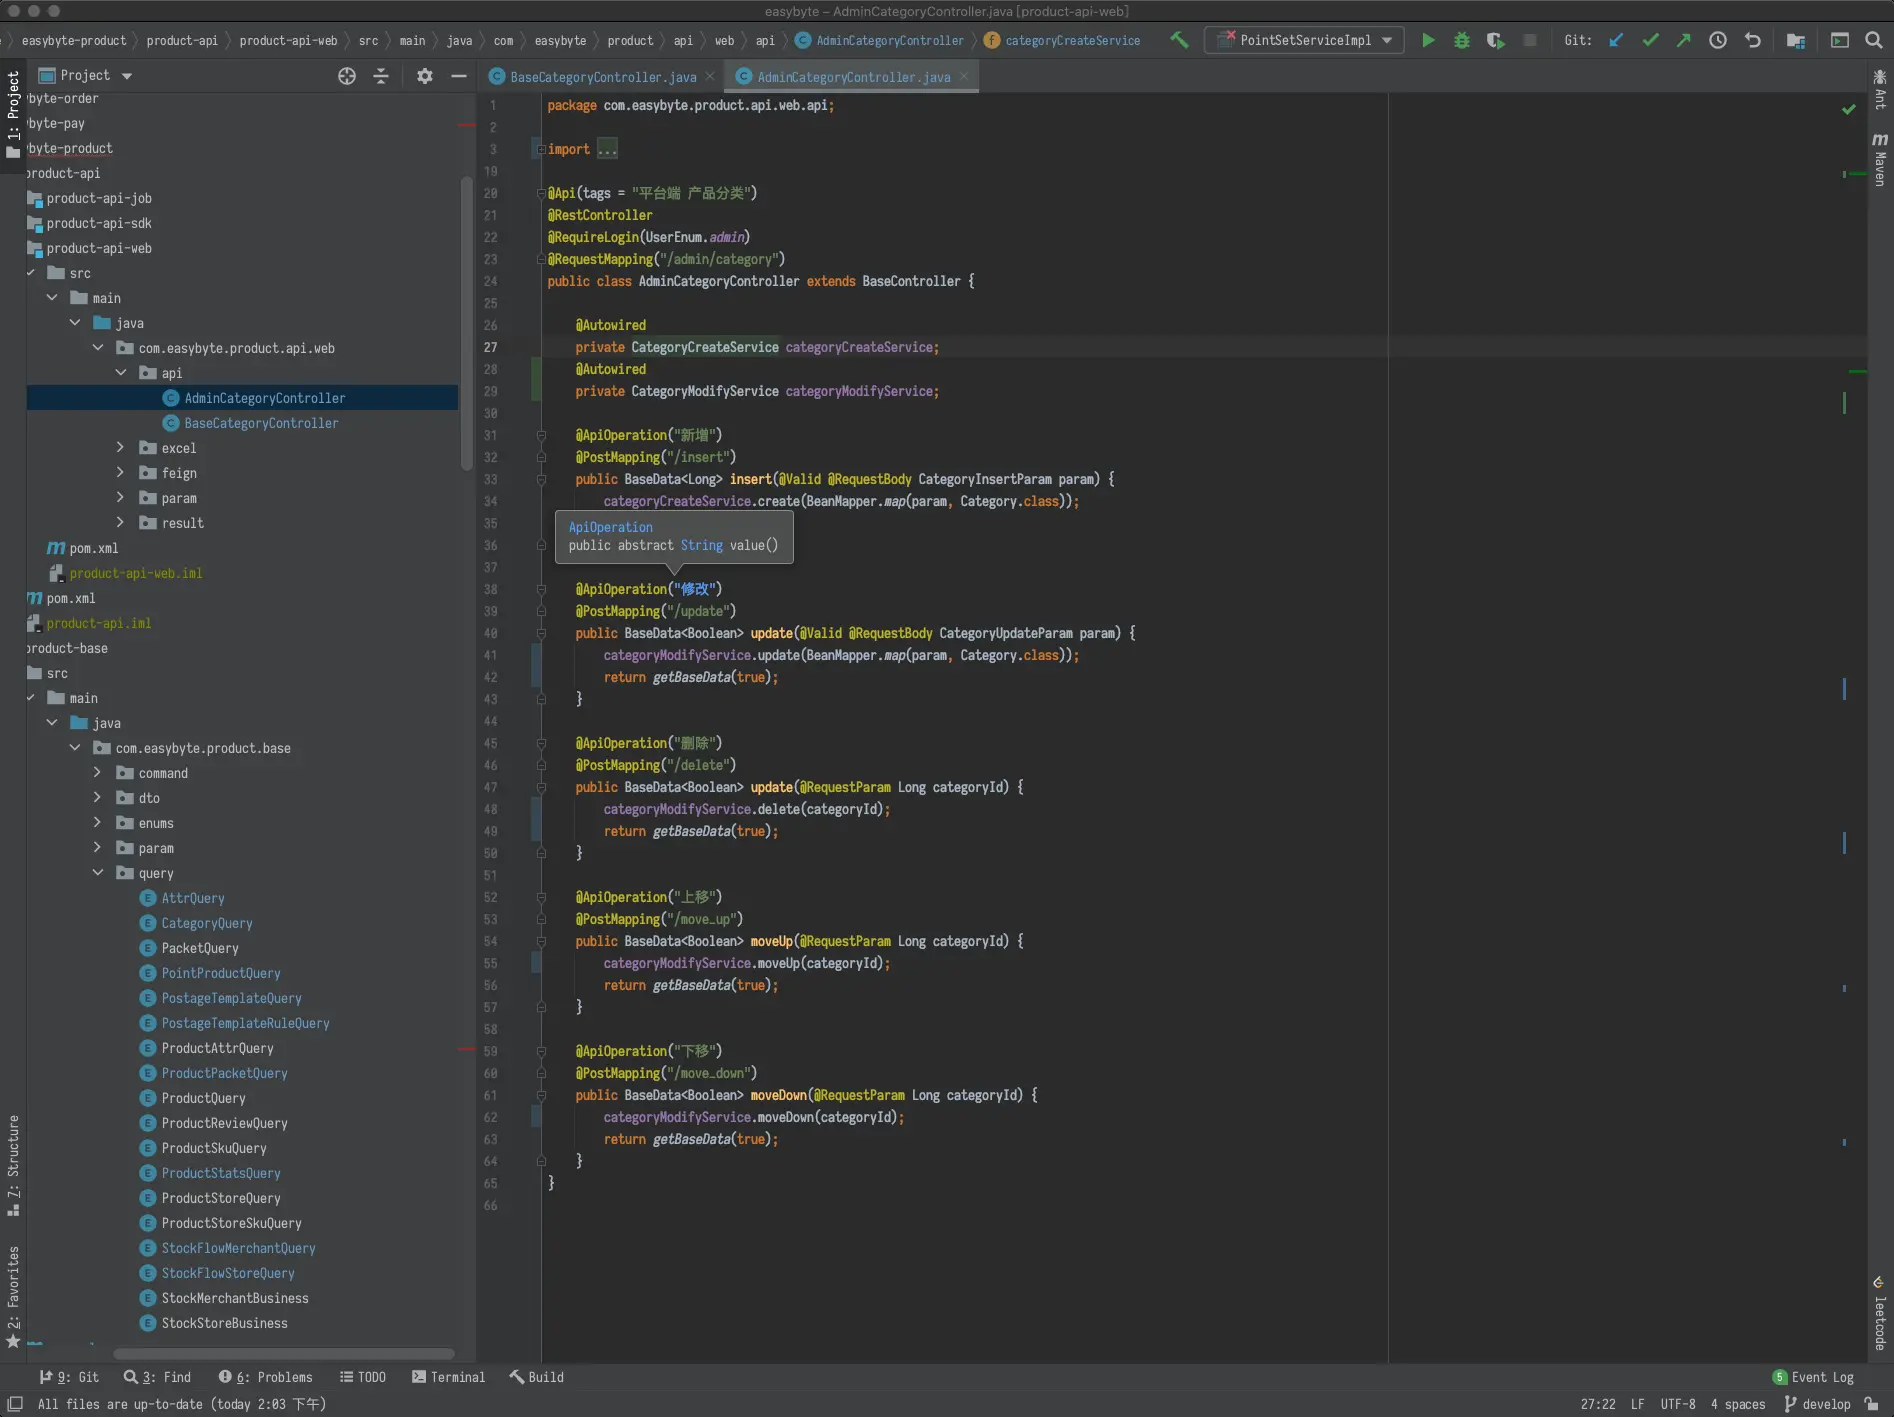 easybyte – AdminCategoryController.java [product-api-web]
easybyte-product product-api product-api-web src main java com easybyte product api web api AdminCategoryController categoryCreateService PointSetServiceImpl Git:
Project
BaseCategoryController.java AdminCategoryController.java
1: Project
7: Structure
2: Favorites
byte-order
byte-pay
byte-product
product-api
product-api-job
product-api-sdk
product-api-web
src
main
java
com.easybyte.product.api.web
api
AdminCategoryController
BaseCategoryController
excel
feign
param
result
pom.xml
product-api-web.iml
pom.xml
product-api.iml
product-base
src
main
java
com.easybyte.product.base
command
dto
enums
param
query
AttrQuery
CategoryQuery
PacketQuery
PointProductQuery
PostageTemplateQuery
PostageTemplateRuleQuery
ProductAttrQuery
ProductPacketQuery
ProductQuery
ProductReviewQuery
ProductSkuQuery
ProductStatsQuery
ProductStoreQuery
ProductStoreSkuQuery
StockFlowMerchantQuery
StockFlowStoreQuery
StockMerchantBusiness
StockStoreBusiness
1 package com.easybyte.product.api.web.api;
2
3 import ...
19
20 @Api(tags = "平台端 产品分类")
21 @RestController
22 @RequireLogin(UserEnum.admin)
23 @RequestMapping("/admin/category")
24 public class AdminCategoryController extends BaseController {
25
26 @Autowired
27 private CategoryCreateService categoryCreateService;
28 @Autowired
29 private CategoryModifyService categoryModifyService;
30
31 @ApiOperation("新增")
32 @PostMapping("/insert")
33 public BaseData<Long> insert(@Valid @RequestBody CategoryInsertParam param) {
34 categoryCreateService.create(BeanMapper.map(param, Category.class));
35
36
37
ApiOperation
public abstract String value()
38 @ApiOperation("修改")
39 @PostMapping("/update")
40 public BaseData<Boolean> update(@Valid @RequestBody CategoryUpdateParam param) {
41 categoryModifyService.update(BeanMapper.map(param, Category.class));
42 return getBaseData(true);
43 }
44
45 @ApiOperation("删除")
46 @PostMapping("/delete")
47 public BaseData<Boolean> update(@RequestParam Long categoryId) {
48 categoryModifyService.delete(categoryId);
49 return getBaseData(true);
50 }
51
52 @ApiOperation("上移")
53 @PostMapping("/move_up")
54 public BaseData<Boolean> moveUp(@RequestParam Long categoryId) {
55 categoryModifyService.moveUp(categoryId);
56 return getBaseData(true);
57 }
58
59 @ApiOperation("下移")
60 @PostMapping("/move_down")
61 public BaseData<Boolean> moveDown(@RequestParam Long categoryId) {
62 categoryModifyService.moveDown(categoryId);
63 return getBaseData(true);
64 }
65 }
66
Ant
Maven
leetcode
9: Git 3: Find 6: Problems TODO Terminal Build 5 Event Log
All files are up-to-date (today 2:03 下午) 27:22 LF UTF-8 4 spaces develop